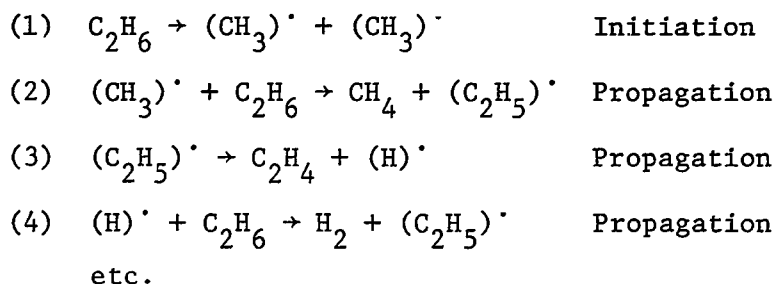 (1) C₂H₆ → (CH₃)˙ + (CH₃)˙ Initiation
(2) (CH₃)˙ + C₂H₆ → CH₄ + (C₂H₅)˙ Propagation
(3) (C₂H₅)˙ → C₂H₄ + (H)˙ Propagation
(4) (H)˙ + C₂H₆ → H₂ + (C₂H₅)˙ Propagation
etc.